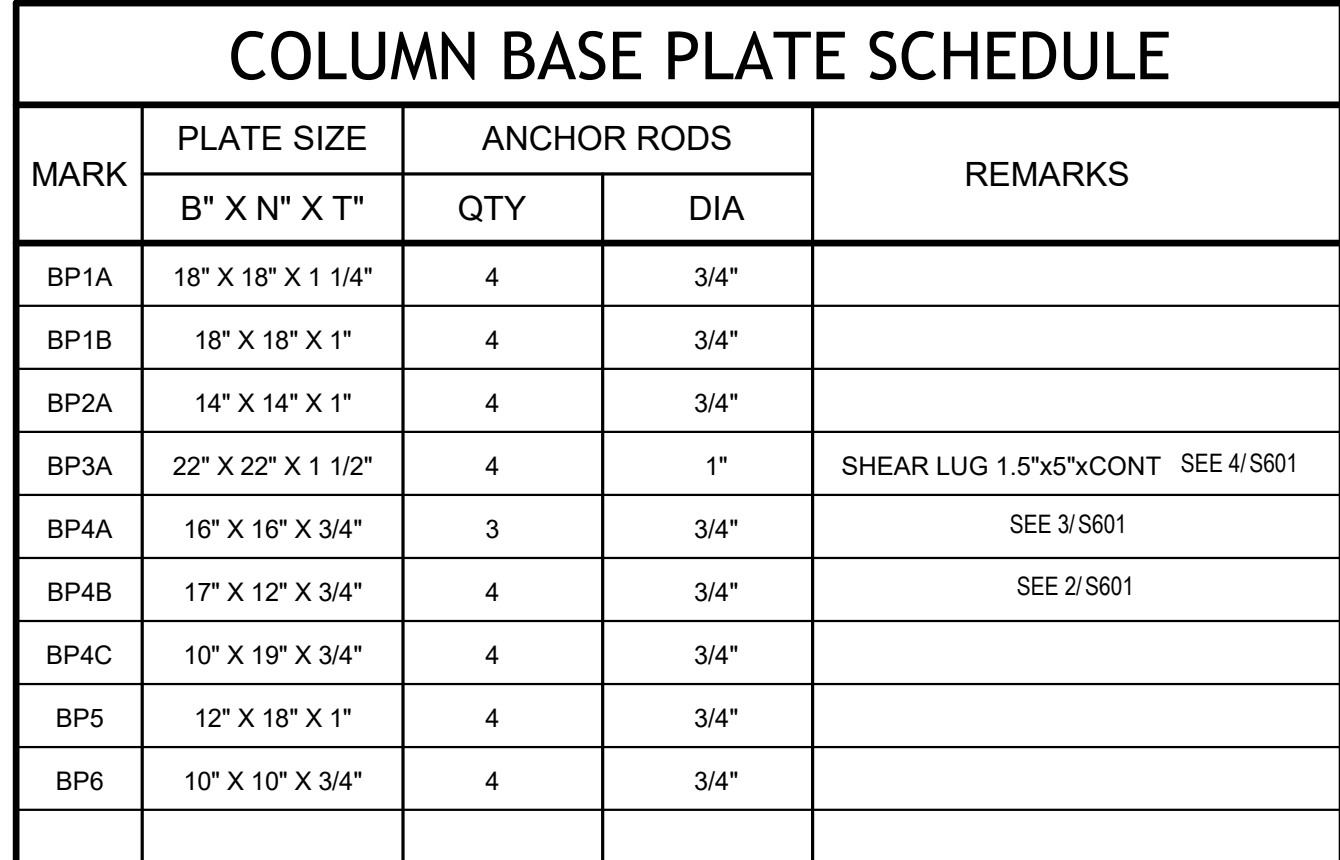 COLUMN BASE PLATE SCHEDULE
MARK PLATE SIZE ANCHOR RODS REMARKS
B" X N" X T" QTY DIA
BP1A 18" X 18" X 1 1/4" 4 3/4"
BP1B 18" X 18" X 1" 4 3/4"
BP2A 14" X 14" X 1" 4 3/4"
BP3A 22" X 22" X 1 1/2" 4 1" SHEAR LUG 1.5"x5"xCONT SEE 4/S601
BP4A 16" X 16" X 3/4" 3 3/4" SEE 3/S601
BP4B 17" X 12" X 3/4" 4 3/4" SEE 2/S601
BP4C 10" X 19" X 3/4" 4 3/4"
BP5 12" X 18" X 1" 4 3/4"
BP6 10" X 10" X 3/4" 4 3/4"